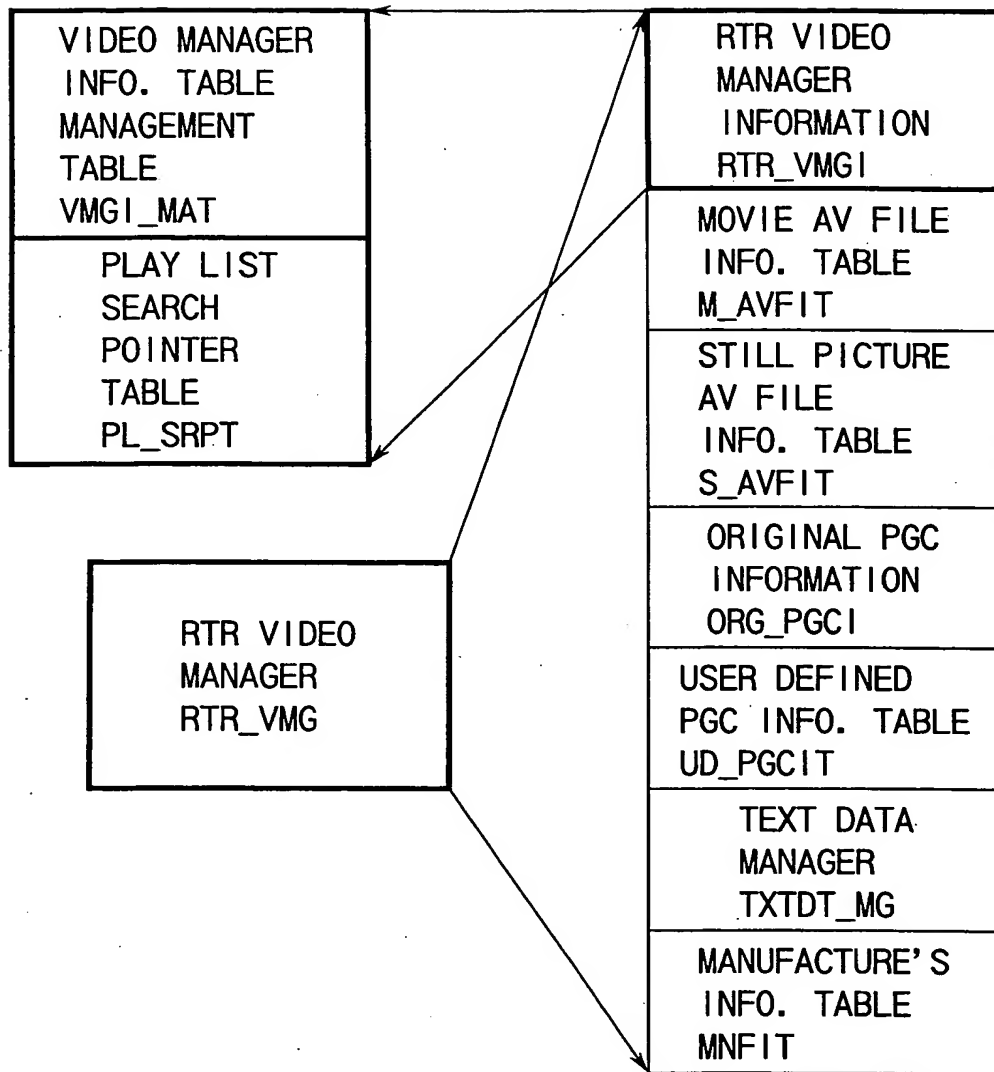 VIDEO MANAGER
INFO. TABLE
MANAGEMENT
TABLE
VMGI_MAT
PLAY LIST
SEARCH
POINTER
TABLE
PL_SRPT
RTR VIDEO
MANAGER
RTR_VMG
RTR VIDEO
MANAGER
INFORMATION
RTR_VMGI
MOVIE AV FILE
INFO. TABLE
M_AVFIT
STILL PICTURE
AV FILE
INFO. TABLE
S_AVFIT
ORIGINAL PGC
INFORMATION
ORG_PGCI
USER DEFINED
PGC INFO. TABLE
UD_PGCIT
TEXT DATA
MANAGER
TXTDT_MG
MANUFACTURE'S
INFO. TABLE
MNFIT